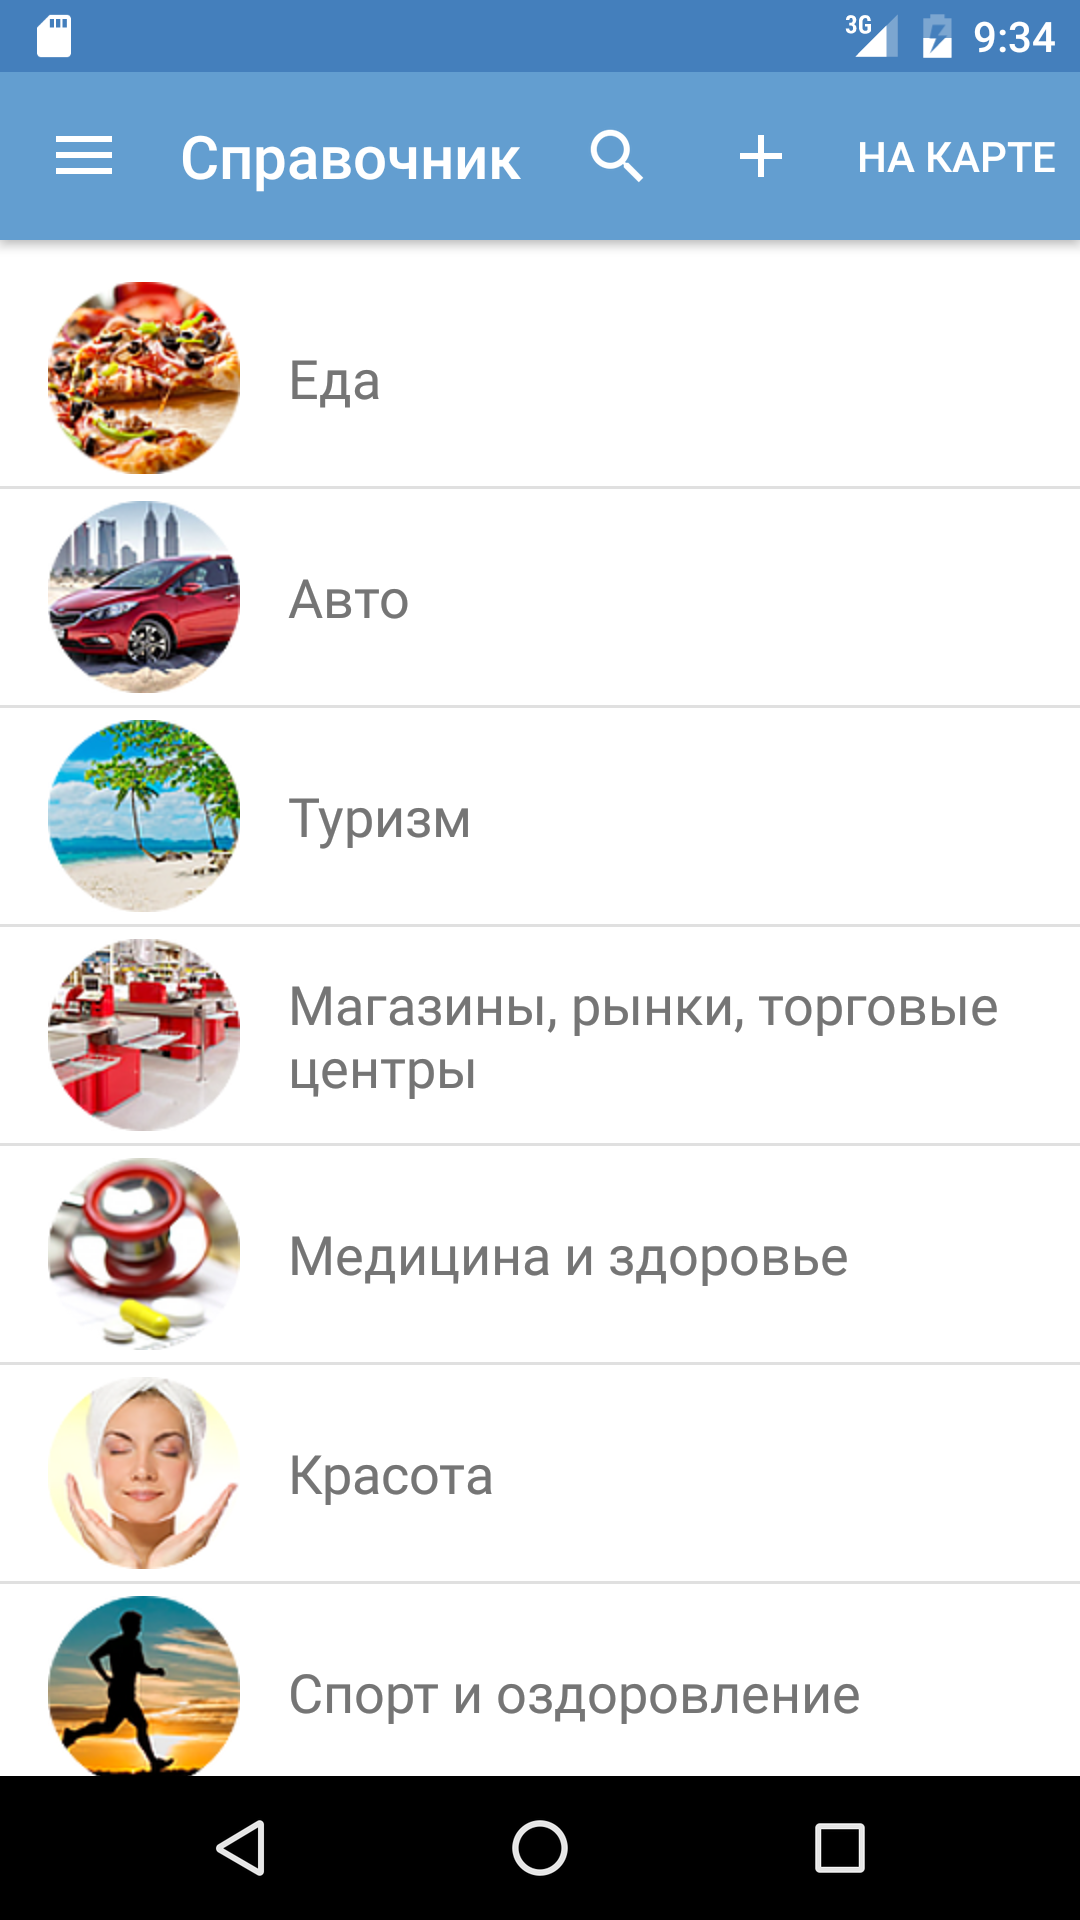 3G 9:34
Справочник НА КАРТЕ
Еда
Авто
Туризм
Магазины, рынки, торговые
центры
Медицина и здоровье
Красота
Спорт и оздоровление